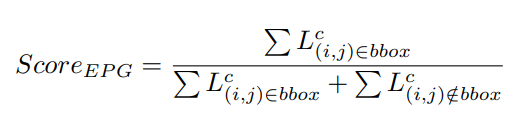 $Score_{EPG} = \frac{\sum L^{c}_{(i,j) \in bbox}}{\sum L^{c}_{(i,j) \in bbox} + \sum L^{c}_{(i,j) \notin bbox}}$